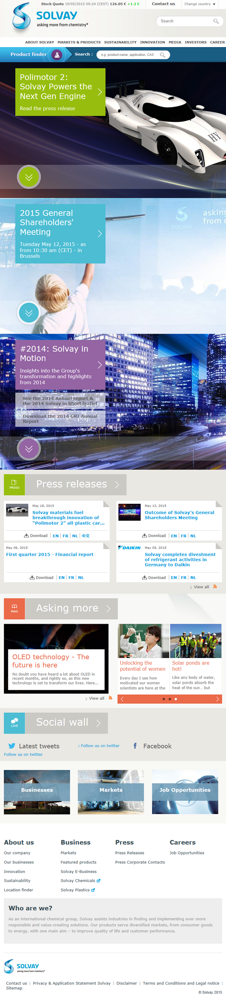 Stock Quote 19/05/2015 09:24 (CEST) 126.05 € +1.2 €
Contact us
Change country
SOLVAY
asking more from chemistry®
Search
ABOUT SOLVAY MARKETS & PRODUCTS SUSTAINABILITY INNOVATION MEDIA INVESTORS CAREER
Product finder
Search :
e.g. product name, application, CAS
Polimotor 2:
Solvay Powers the
Next Gen Engine
Read the press release
HY
2015 General
Shareholders'
Meeting
Tuesday May 12, 2015 - as
from 10:30 am (CET) - in
Brussels
SOLVAY
asking
from
#2014: Solvay in
Motion
Insights into the Group's
transformation and highlights
from 2014
See the 2014 Annual report &
the 2014 Solvay in Short leaflet
Download the 2014 GRI Annual
Report
PRESS
Press releases
May 18, 2015
Solvay materials fuel
breakthrough innovation of
“Polimotor 2” all-plastic car...
Download | EN | FR | NL | 中文
May 13, 2015
Outcome of Solvay’s General
Shareholders Meeting
Download | EN | FR | NL
May 06, 2015
First quarter 2015 - Financial report
Download | EN | FR | NL
DAIKIN
May 05, 2015
Solvay completes divestment
of refrigerant activities in
Germany to Daikin
Download | EN | FR | NL
View all
MAG
Asking more
OLED technology - The
future is here
No doubt you have heard a lot about OLED in
recent months, and rightly so, as this new
technology is set to transform our lives. Here...
View all
Unlocking the
potential of women
Every day I see how
motivated our women
scientists are here at the
Solar ponds are
hot!
Like any body of water,
solar ponds absorb the
heat of the sun... but
LIVE
Social wall
Latest tweets
Follow us on twitter
Facebook
Follow us on twitter
Businesses
Markets
Job Opportunities
About us
Our company
Our businesses
Innovation
Sustainability
Location finder
Business
Markets
Featured products
Solvay E-Business
Solvay Chemicals
Solvay Plastics
Press
Press Releases
Press Corporate Contacts
Careers
Job Opportunities
Who are we?
As an international chemical group, Solvay assists industries in finding and implementing ever more
responsible and value-creating solutions. Our products serve diversified markets, from consumer goods
to energy, with one main aim – to improve quality of life and customer performance.
SOLVAY
asking more from chemistry®
Contact us | Privacy & Application Statement Solvay | Disclaimer | Terms and Conditions and Legal notice |
Sitemap
© Solvay 2015